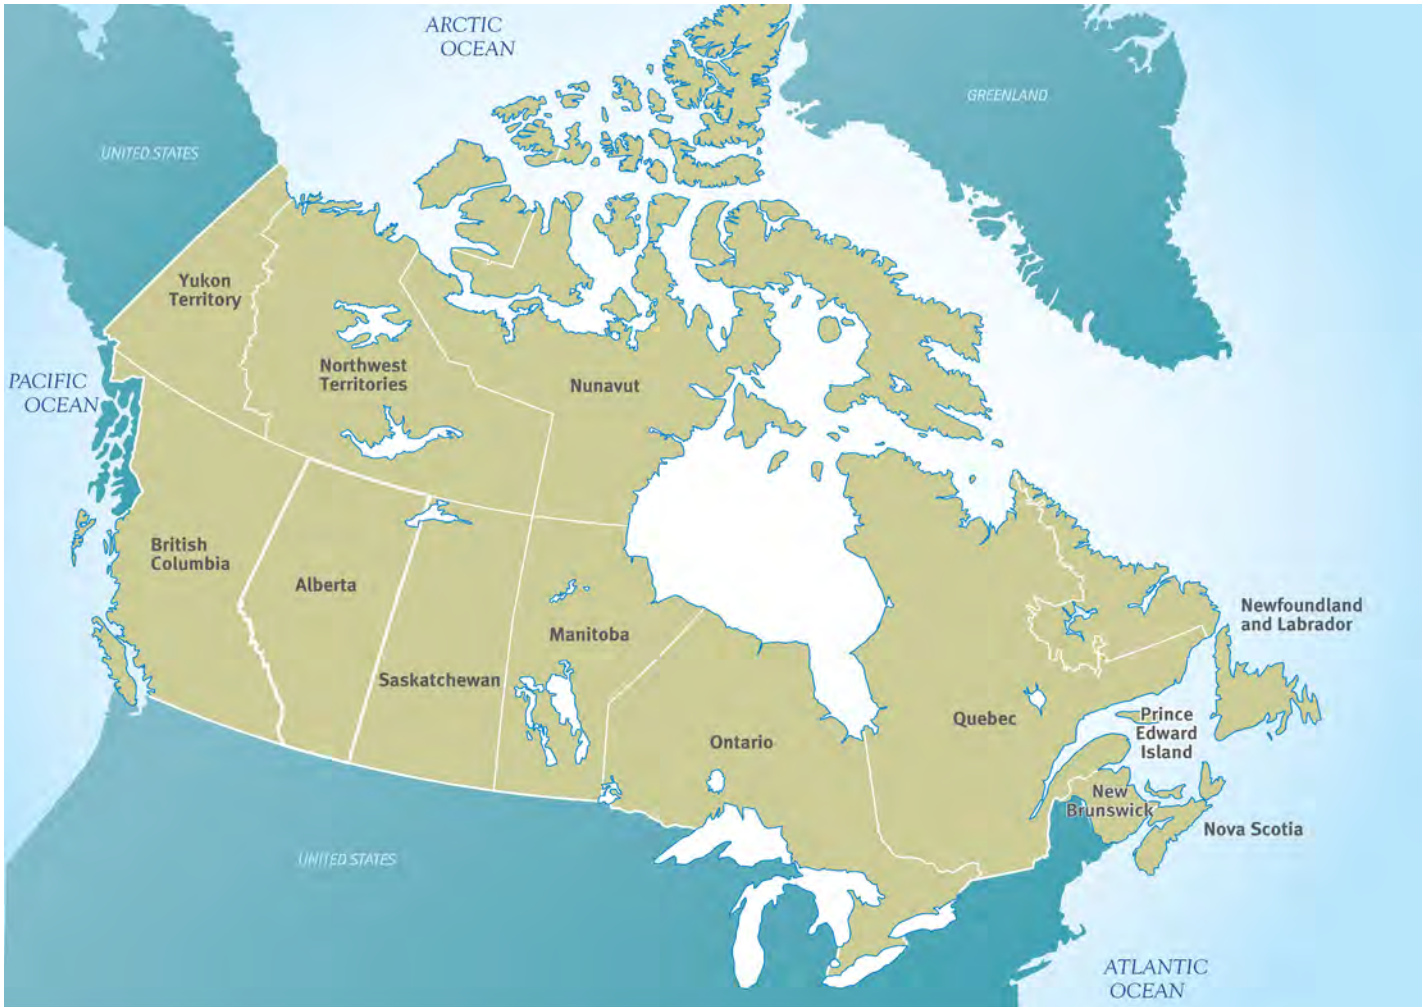 ARCTIC
OCEAN
GREENLAND
UNITED STATES
Yukon
Territory
PACIFIC
OCEAN
Northwest
Territories
Nunavut
British
Columbia
Alberta
Manitoba
Saskatchewan
Newfoundland
and Labrador
Quebec
Prince
Edward
Island
Ontario
New
Brunswick
Nova Scotia
UNITED STATES
ATLANTIC
OCEAN